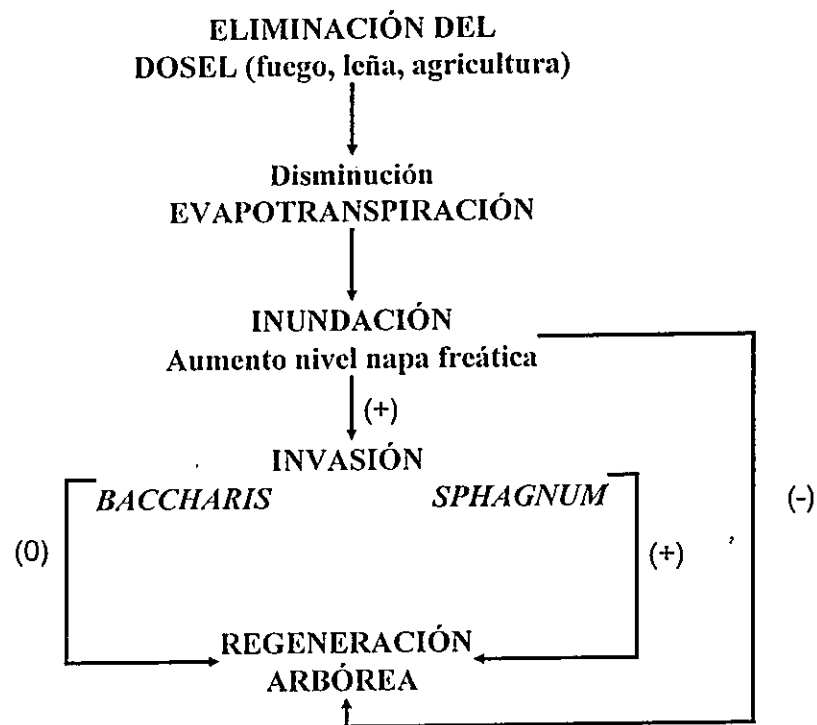 ELIMINACIÓN DEL
DOSEL (fuego, leña, agricultura)
Disminución
EVAPOTRANSPIRACIÓN
INUNDACIÓN
Aumento nivel napa freática
(+)
INVASIÓN
BACCHARIS SPHAGNUM (-)
(0) (+)
REGENERACIÓN
ARBÓREA